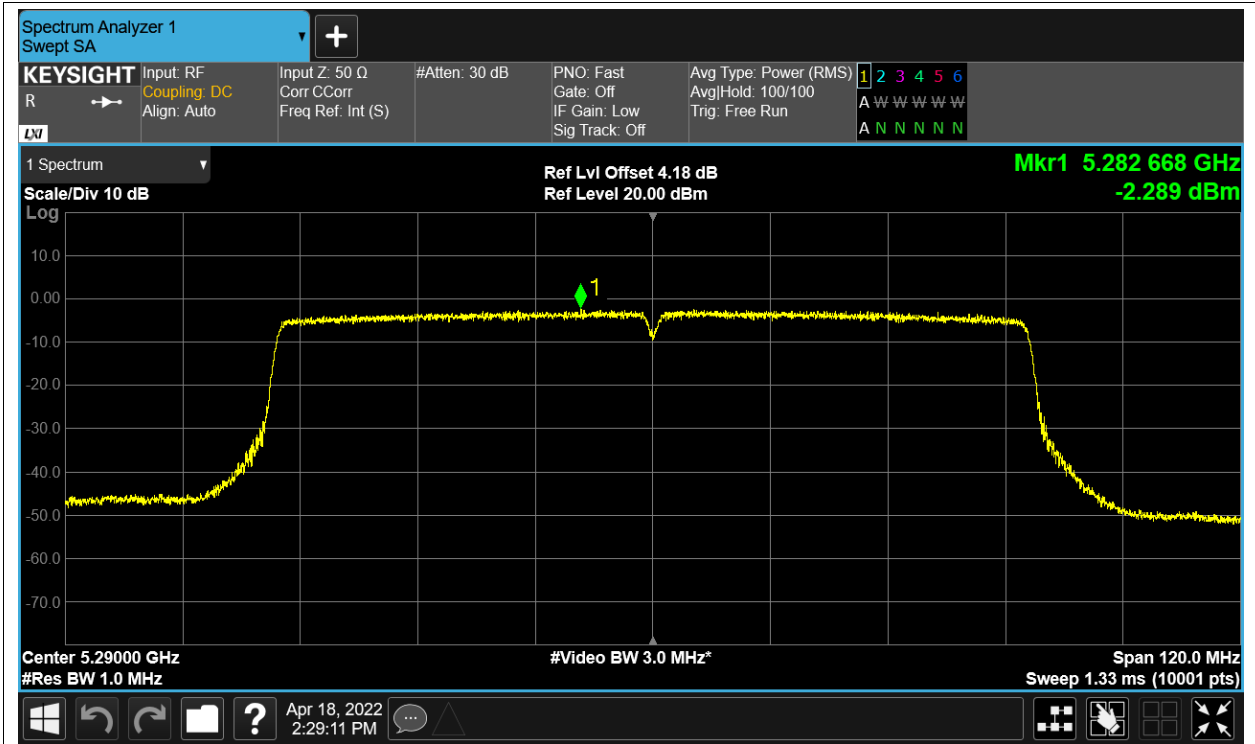 Spectrum Analyzer 1
Swept SA
KEYSIGHT
R
LXI
Input: RF
Coupling: DC
Align: Auto
Input Z: 50 Ω
Corr CCorr
Freq Ref: Int (S)
#Atten: 30 dB
PNO: Fast
Gate: Off
IF Gain: Low
Sig Track: Off
Avg Type: Power (RMS)
Avg|Hold: 100/100
Trig: Free Run
1 2 3 4 5 6
A W W W W W
A N N N N N
1 Spectrum
Scale/Div 10 dB
Log
Ref Lvl Offset 4.18 dB
Ref Level 20.00 dBm
Mkr1 5.282 668 GHz
-2.289 dBm
10.0
0.00
-10.0
-20.0
-30.0
-40.0
-50.0
-60.0
-70.0
1
Center 5.29000 GHz
#Res BW 1.0 MHz
#Video BW 3.0 MHz*
Span 120.0 MHz
Sweep 1.33 ms (10001 pts)
?
Apr 18, 2022
2:29:11 PM